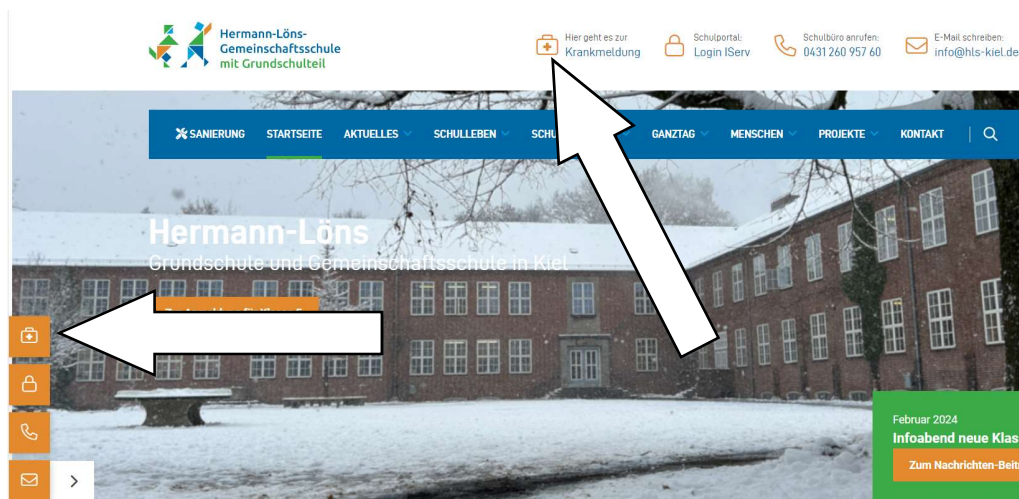 Hermann-Löns-
Gemeinschaftsschule
mit Grundschulteil
Hier geht es zur
Krankmeldung
Schulportal:
Login IServ
Schulbüro anrufen:
0431 260 957 60
E-Mail schreiben:
info@hls-kiel.de
SANIERUNG STARTSEITE AKTUELLES SCHULLEBEN GANZTAG MENSCHEN PROJEKTE KONTAKT
Hermann-Löns
Grundschule und Gemeinschaftsschule in Kiel
Februar 2024
Infoabend neue Klas
Zum Nachrichten-Beitr